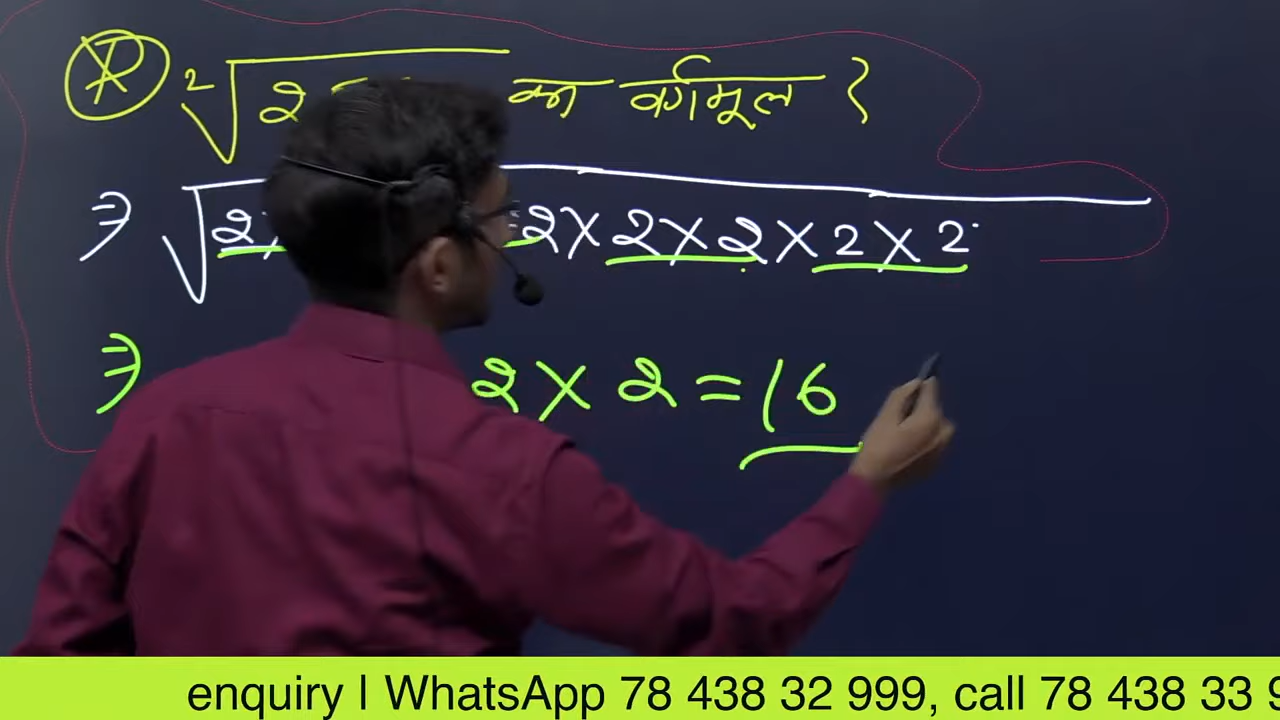 2√2 का वर्गमूल ?
⇒ √2× 2×2×2×2×2
⇒ 2×2=16
enquiry I WhatsApp 78 438 32 999, call 78 438 33 9